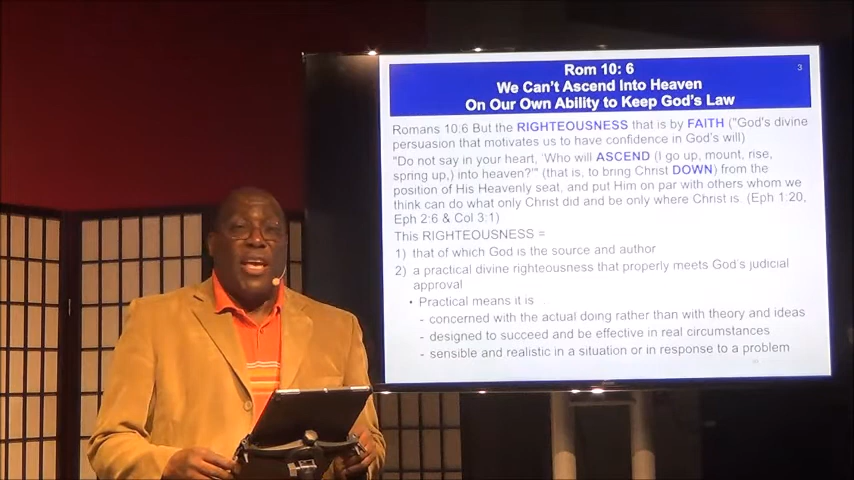 Rom 10: 6
3
We Can't Ascend Into Heaven
On Our Own Ability to Keep God's Law
Romans 10:6 But the RIGHTEOUSNESS that is by FAITH ("God's divine
persuasion that motivates us to have confidence in God's will)
"Do not say in your heart, 'Who will ASCEND (I go up, mount, rise,
spring up,) into heaven?'" (that is, to bring Christ DOWN) from the
position of His Heavenly seat, and put Him on par with others whom we
think can do what only Christ did and be only where Christ is. (Eph 1:20,
Eph 2:6 & Col 3:1)
This RIGHTEOUSNESS =
1) that of which God is the source and author
2) a practical divine righteousness that properly meets God's judicial
approval
• Practical means it is ...
- concerned with the actual doing rather than with theory and ideas
- designed to succeed and be effective in real circumstances
- sensible and realistic in a situation or in response to a problem